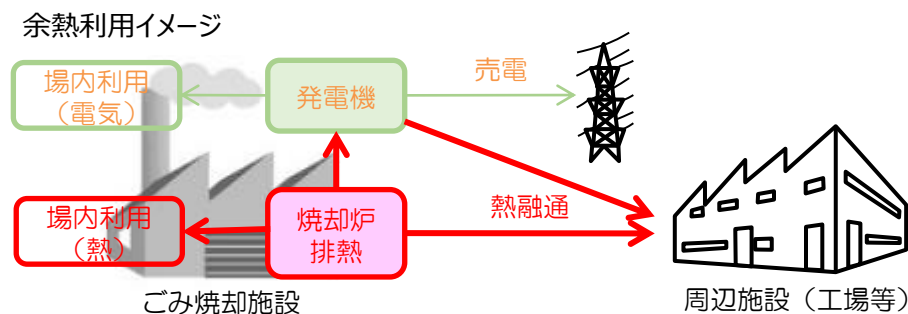 余熱利用イメージ
場内利用
（電気）
発電機
売電
場内利用
（熱）
焼却炉
排熱
熱融通
ごみ焼却施設
周辺施設（工場等）